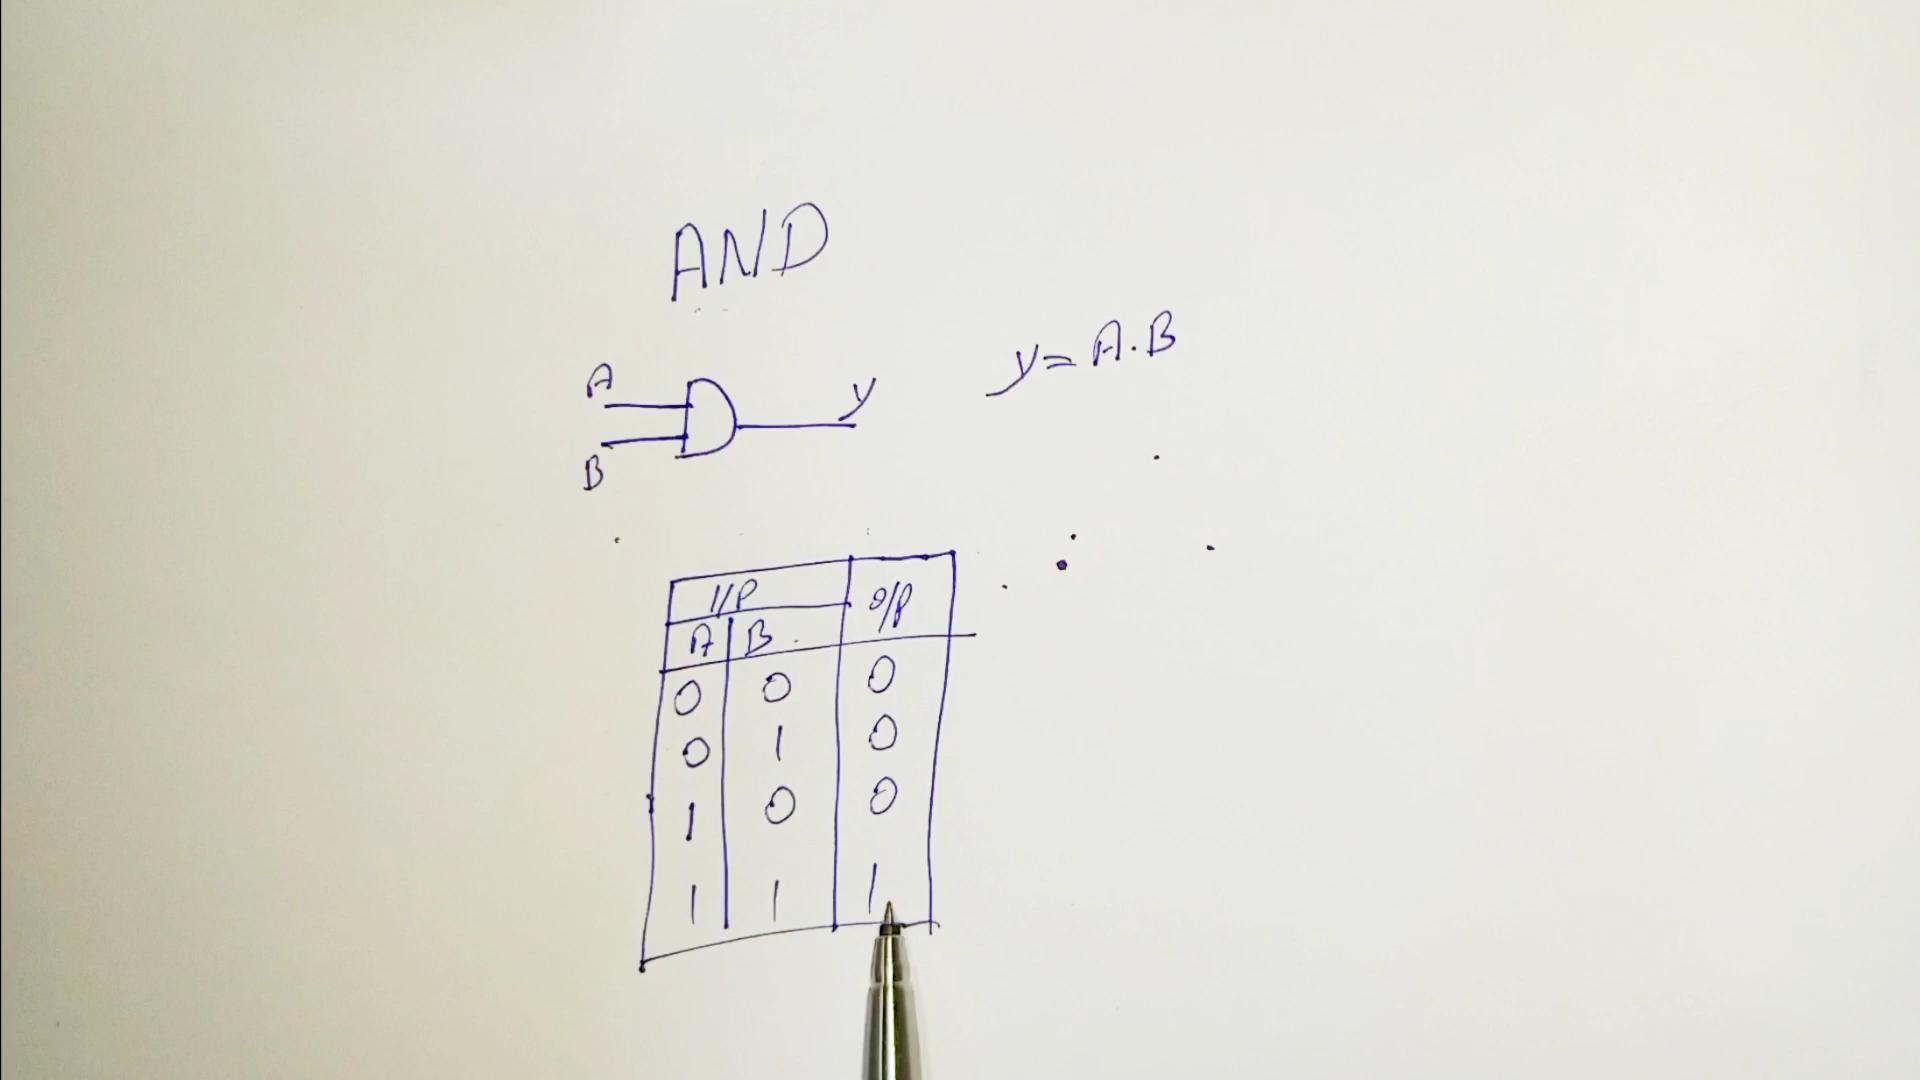 AND
A
y
y = A.B
B
I/P O/P
A B
0 0 0
0 1 0
1 0 0
1 1 1